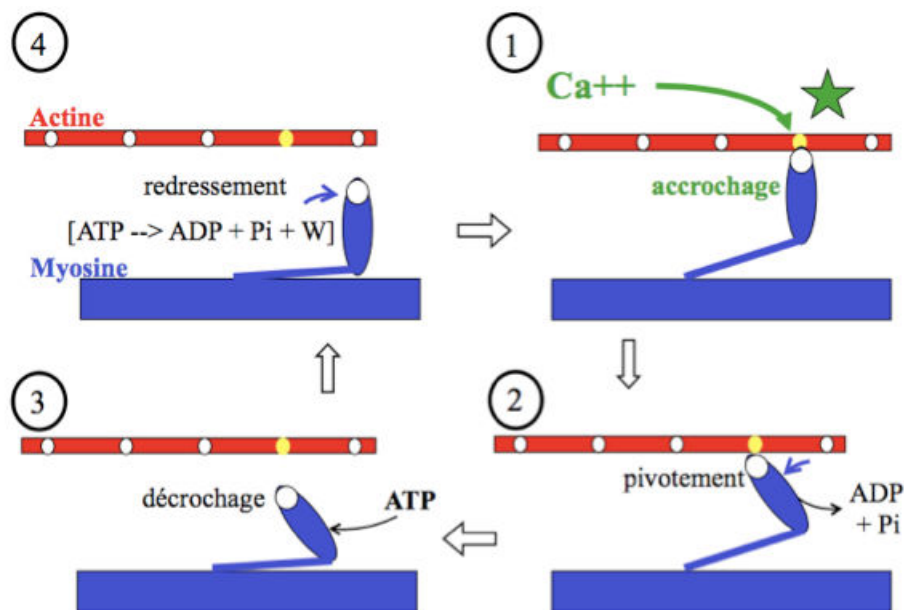 4
Actine
redressement
[ATP --> ADP + Pi + W]
Myosine
1
Ca++
accrochage
2
pivotement
ADP
+ Pi
3
décrochage
ATP